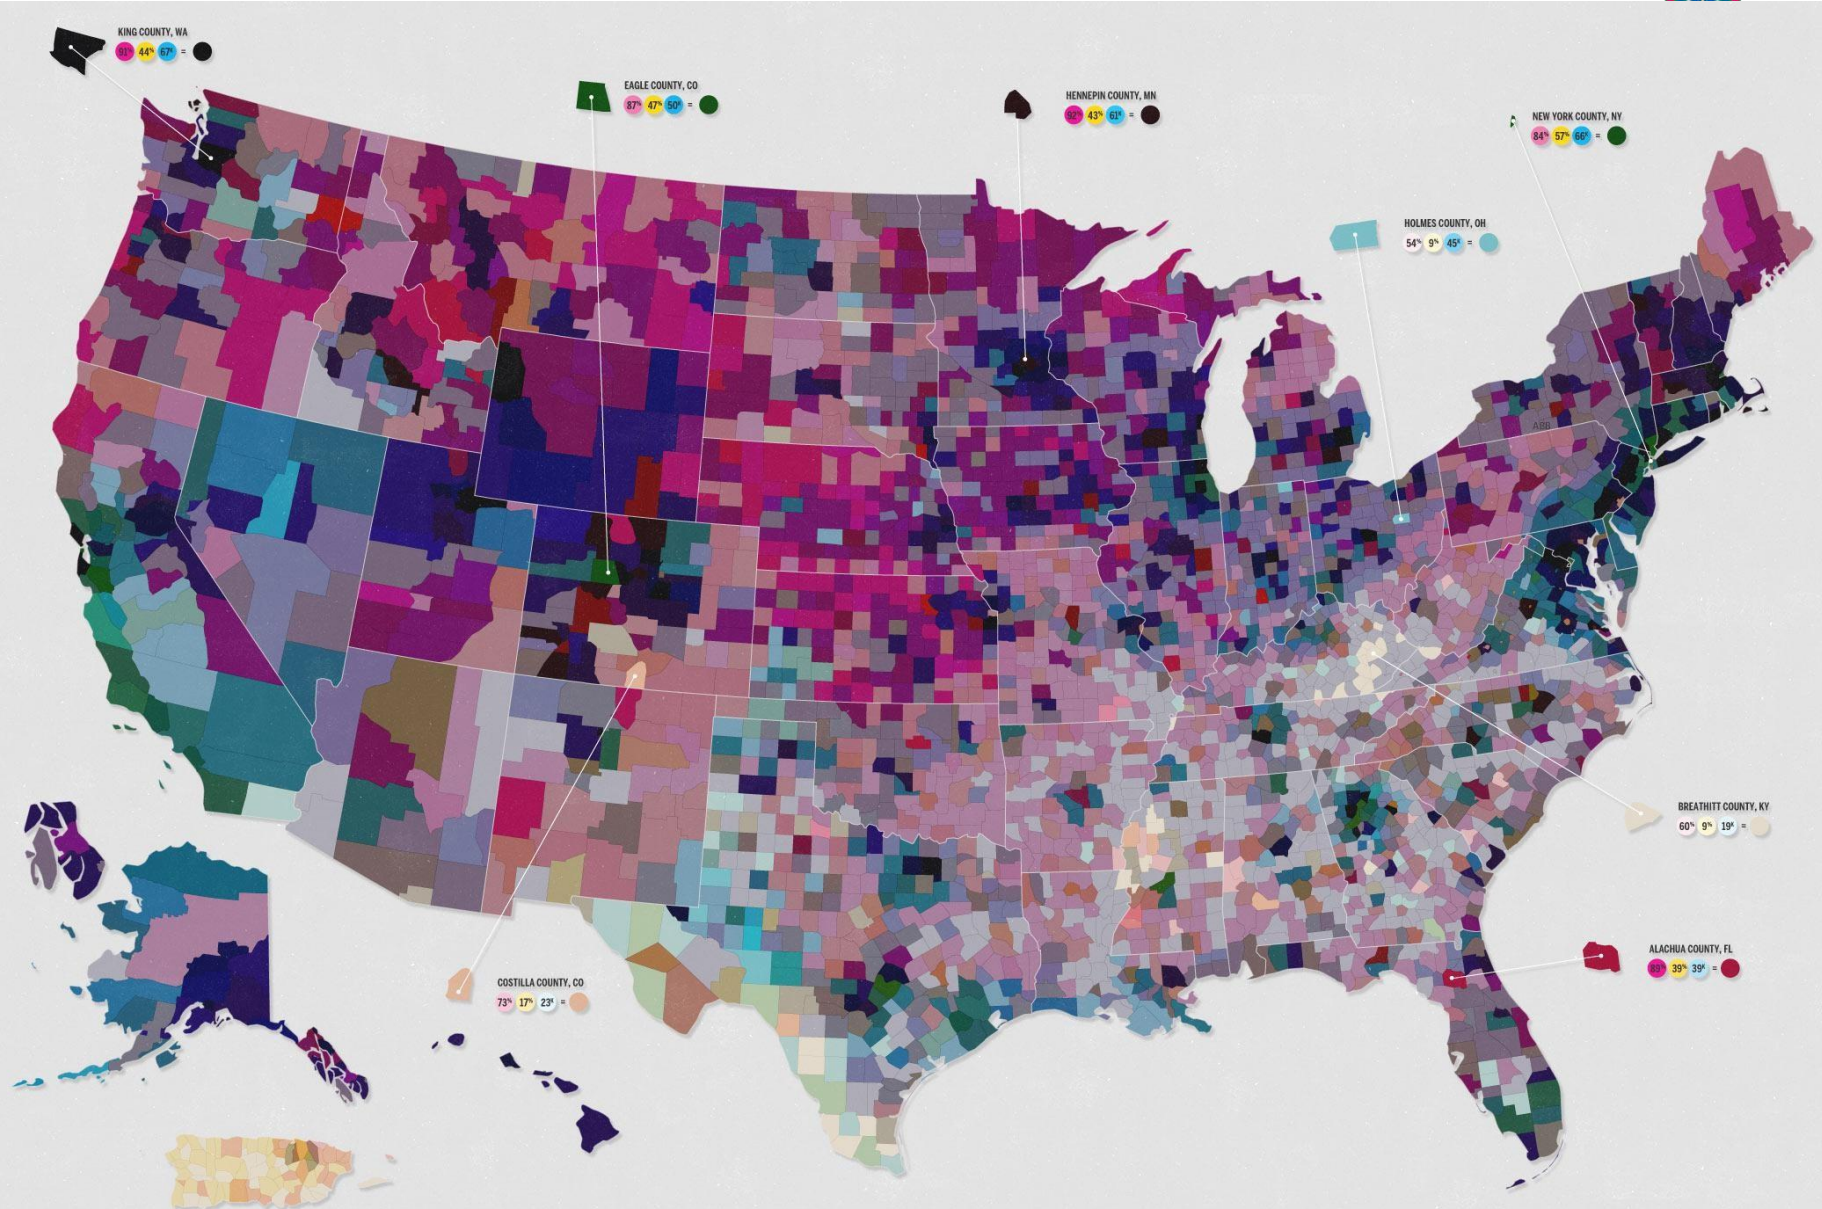 KING COUNTY, WA
91% 44% 67K =
EAGLE COUNTY, CO
87% 47% 50K =
HENNEPIN COUNTY, MN
92% 43% 61K =
NEW YORK COUNTY, NY
84% 57% 66K =
HOLMES COUNTY, OH
54% 9% 45K =
ABB
BREATHITT COUNTY, KY
60% 9% 19K =
ALACHUA COUNTY, FL
89% 39% 39K =
COSTILLA COUNTY, CO
73% 17% 23K =